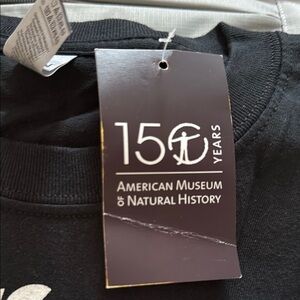 150
YEARS
AMERICAN MUSEUM
OF NATURAL HISTORY